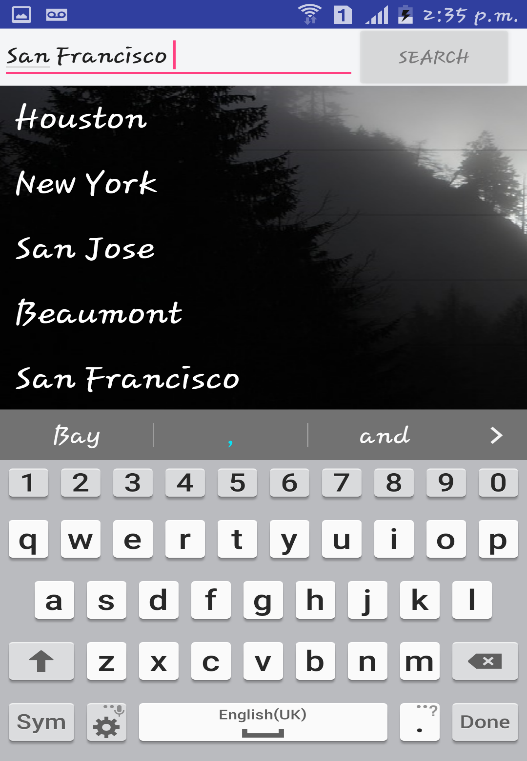 1 2:35 p.m.
San Francisco SEARCH
Houston
New York
San Jose
Beaumont
San Francisco
Bay , and >
1 2 3 4 5 6 7 8 9 0
q w e r t y u i o p
a s d f g h j k l
z x c v b n m
Sym English(UK) . ? Done